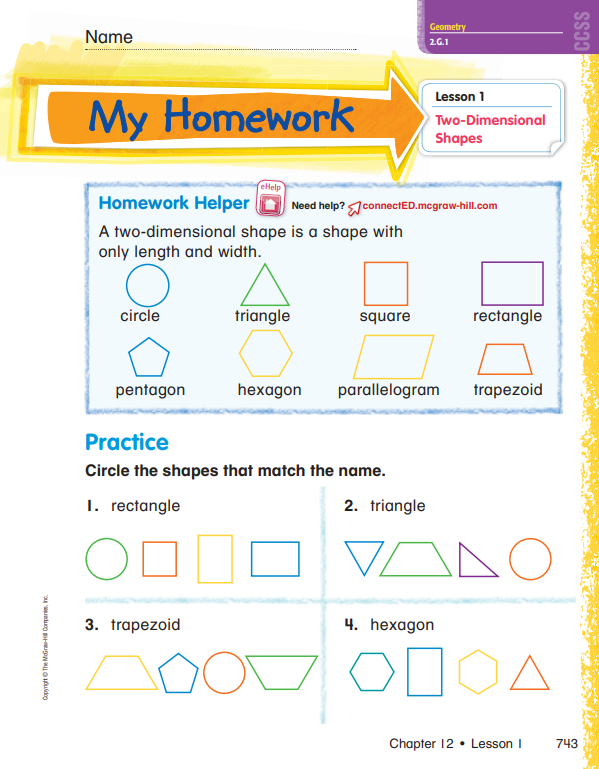 Name
Geometry
2.G.1
CCSS
My Homework
Lesson 1
Two-Dimensional
Shapes
Homework Helper
eHelp
Need help? connectED.mcgraw-hill.com
A two-dimensional shape is a shape with
only length and width.
circle triangle square rectangle
pentagon hexagon parallelogram trapezoid
Practice
Circle the shapes that match the name.
1. rectangle
2. triangle
3. trapezoid
4. hexagon
Copyright © The McGraw-Hill Companies, Inc.
Chapter 12 • Lesson 1 743